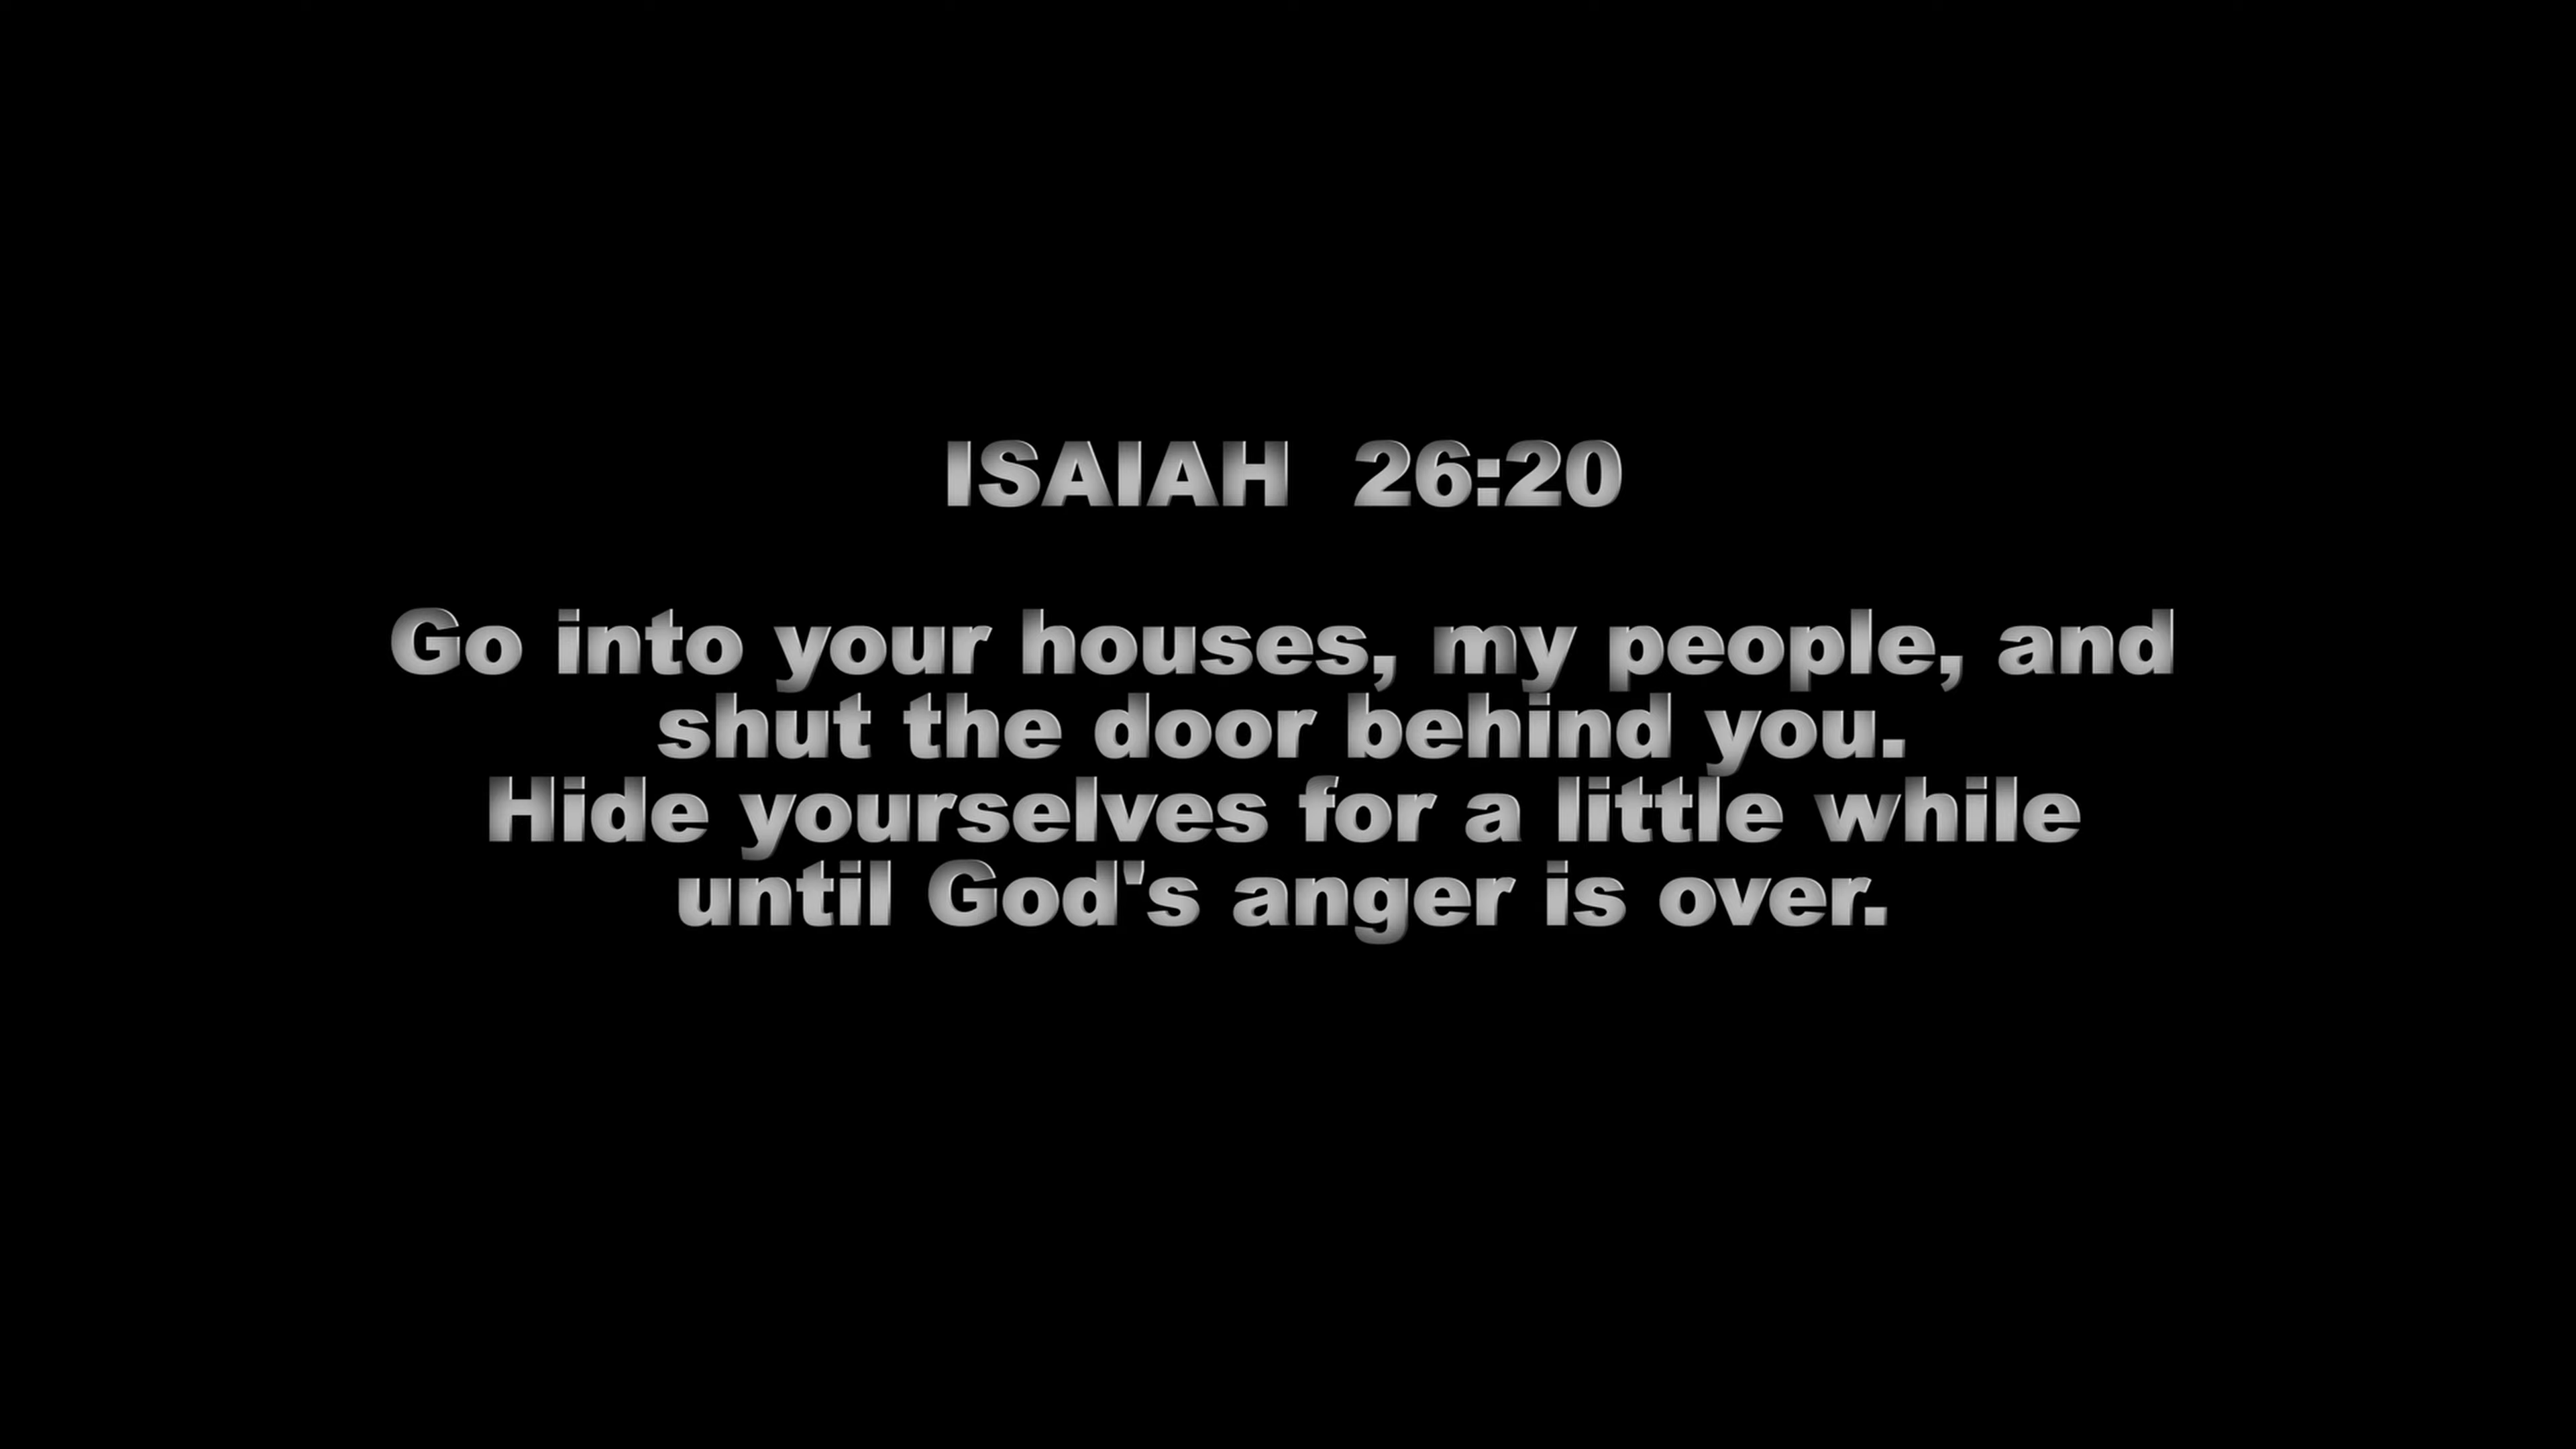 ISAIAH 26:20
Go into your houses, my people, and
shut the door behind you.
Hide yourselves for a little while
until God's anger is over.